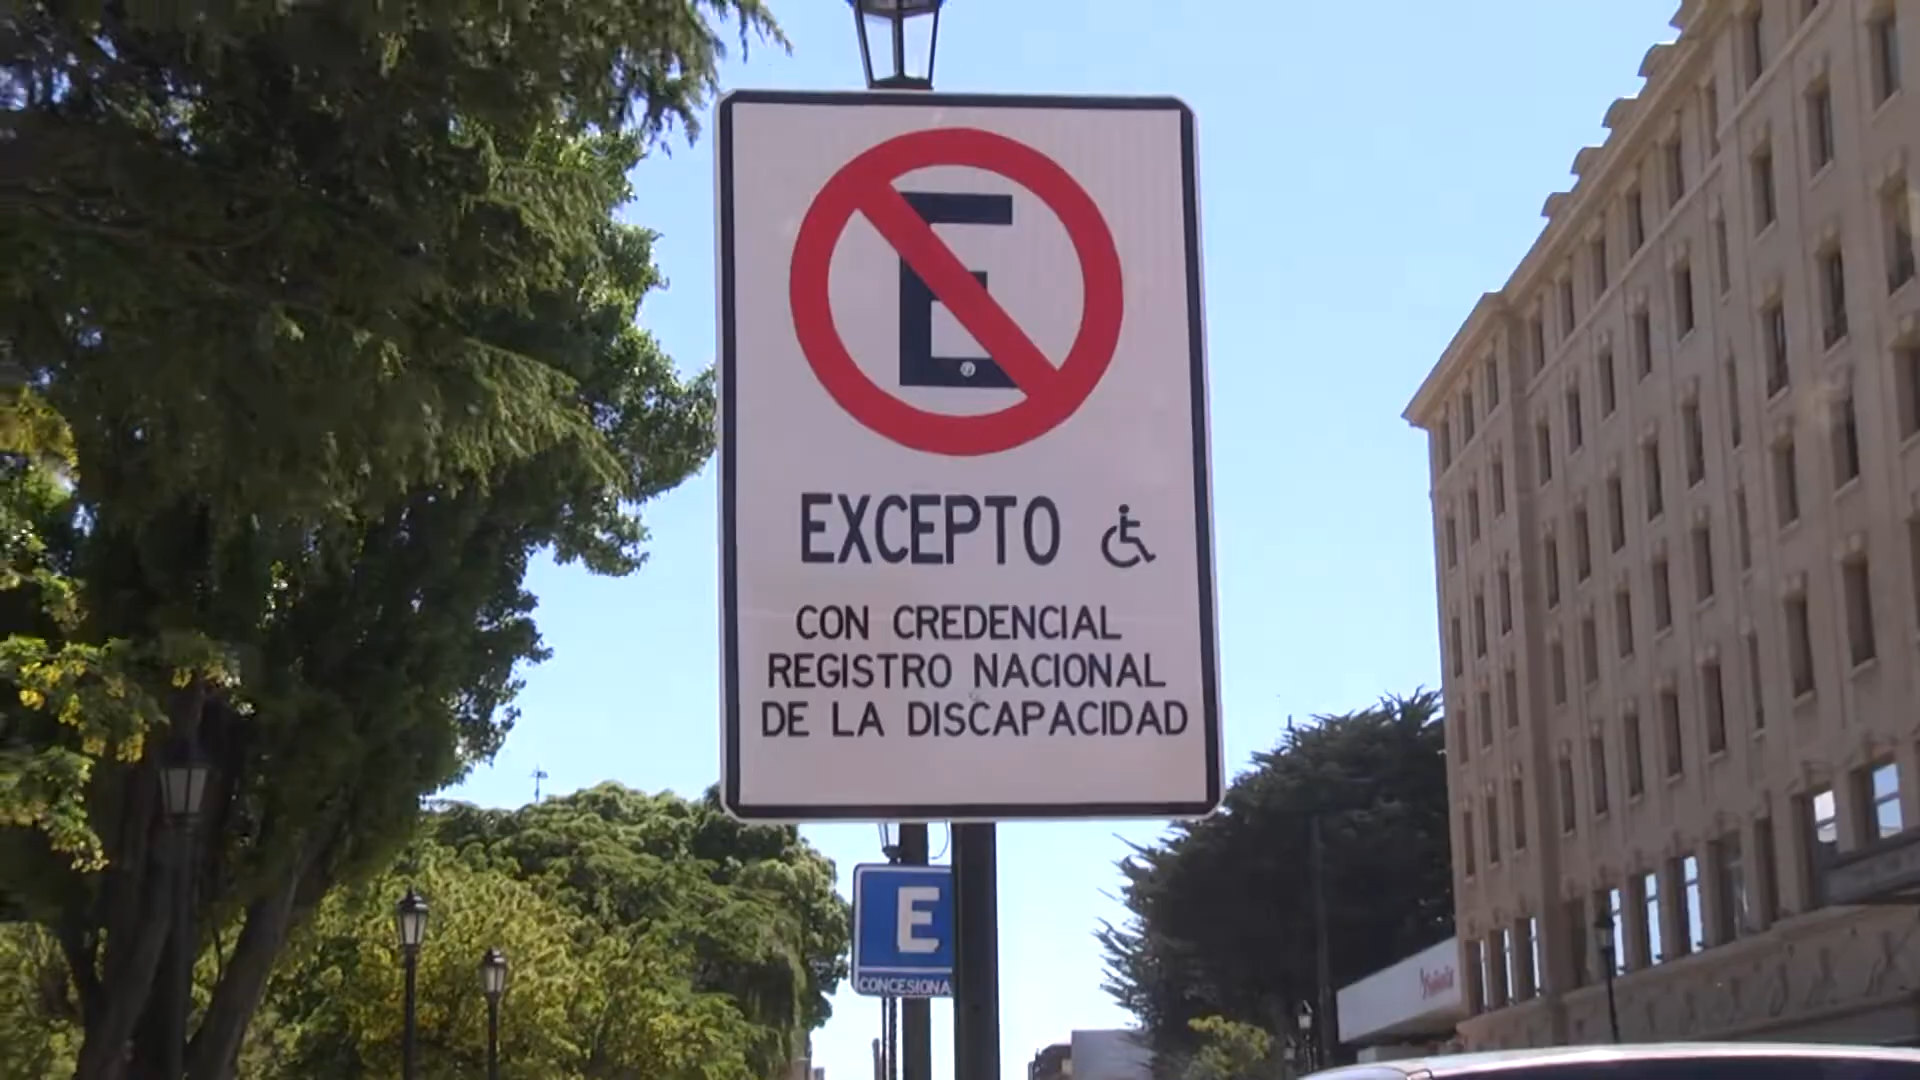 E
EXCEPTO
CON CREDENCIAL
REGISTRO NACIONAL
DE LA DISCAPACIDAD
E
CONCESIONA